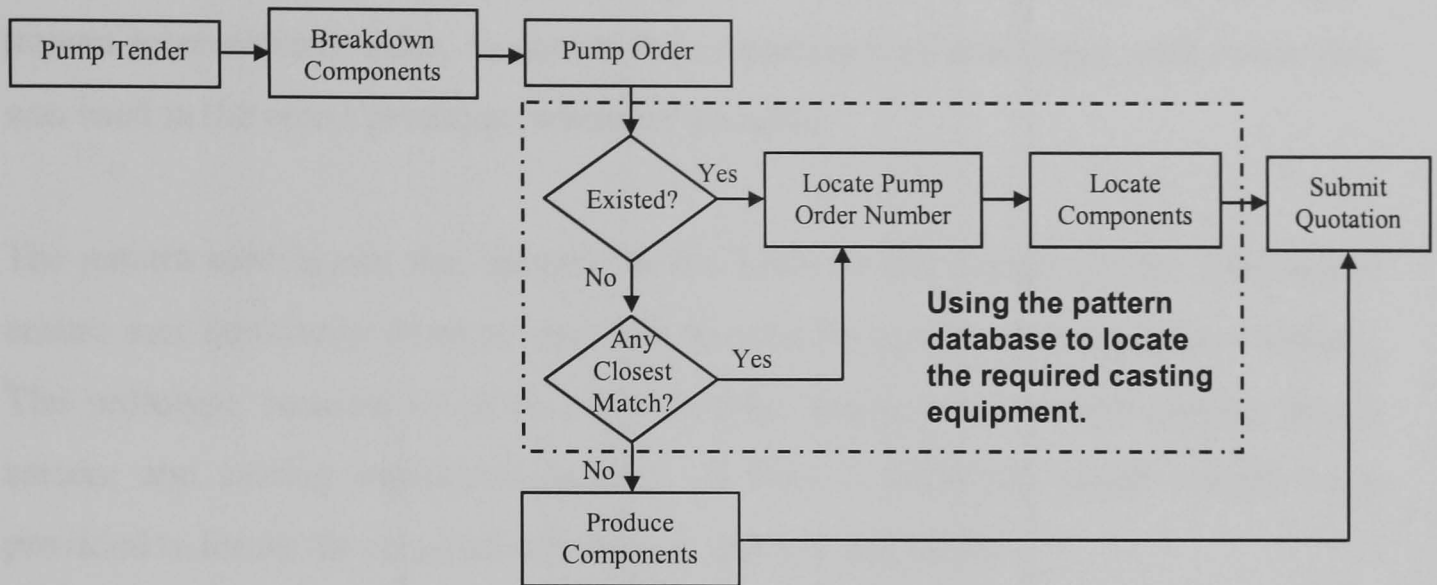 Pump Tender
Breakdown
Components
Pump Order
Existed?
Yes
Locate Pump
Order Number
Locate
Components
Submit
Quotation
No
Any
Closest
Match?
Yes
Using the pattern
database to locate
the required casting
equipment.
No
Produce
Components